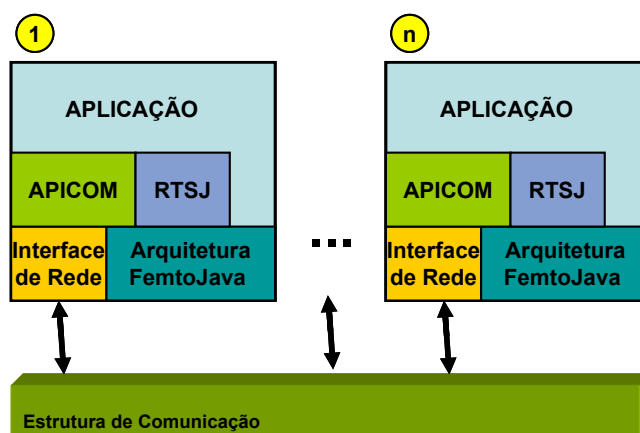 1
n
APLICAÇÃO
APLICAÇÃO
APICOM
RTSJ
APICOM
RTSJ
Interface
de Rede
Arquitetura
FemtoJava
...
Interface
de Rede
Arquitetura
FemtoJava
Estrutura de Comunicação